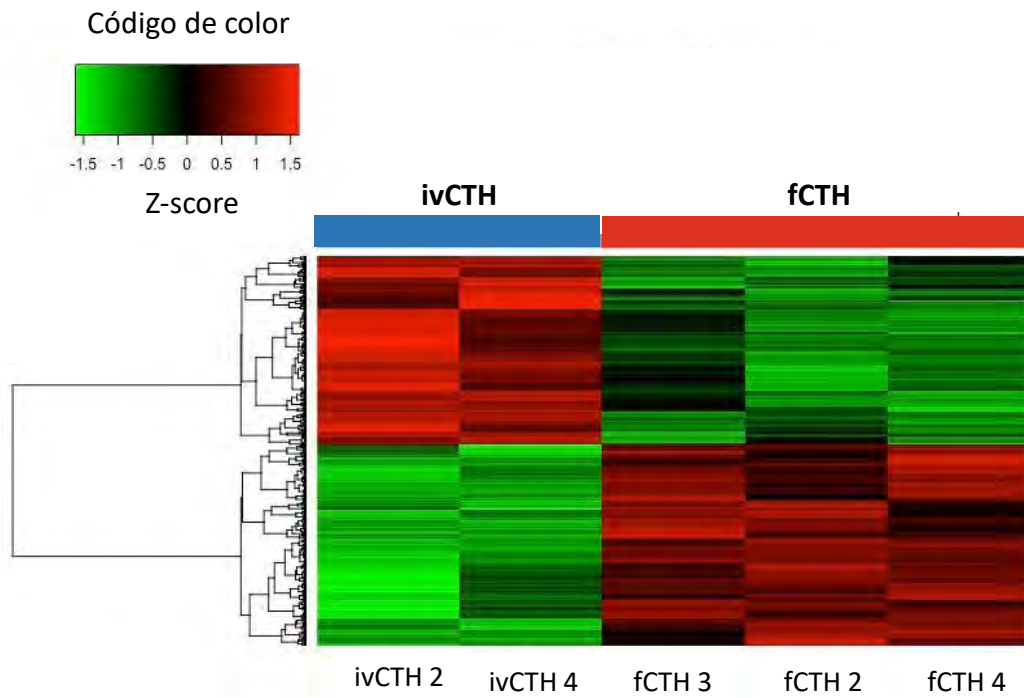 Código de color
-1.5 -1 -0.5 0 0.5 1 1.5
Z-score
ivCTH fCTH
ivCTH 2 ivCTH 4 fCTH 3 fCTH 2 fCTH 4